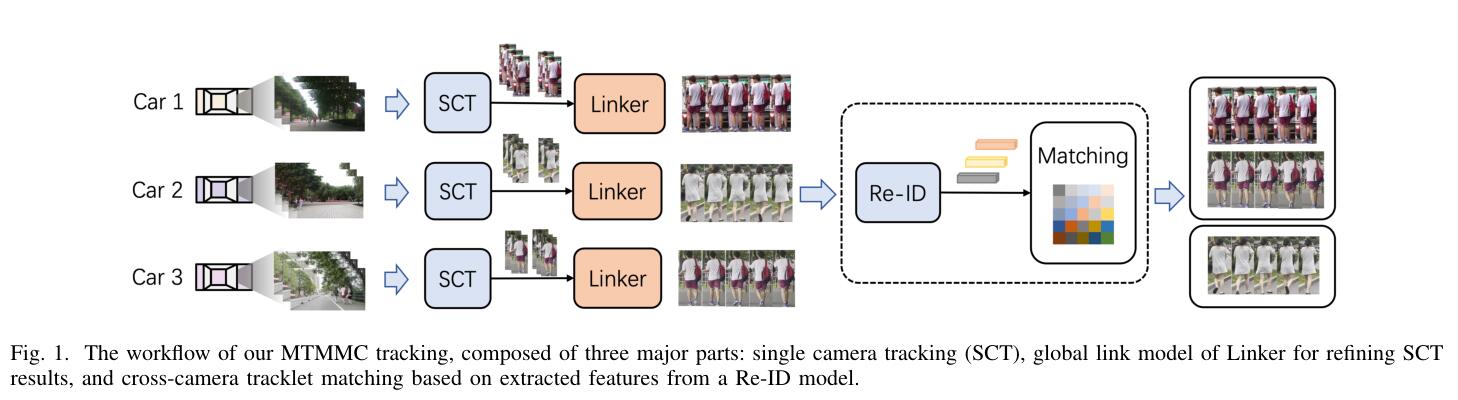 Car 1
SCT
Linker
Car 2
SCT
Linker
Car 3
SCT
Linker
Re-ID
Matching
Fig. 1. The workflow of our MTMMC tracking, composed of three major parts: single camera tracking (SCT), global link model of Linker for refining SCT
results, and cross-camera tracklet matching based on extracted features from a Re-ID model.